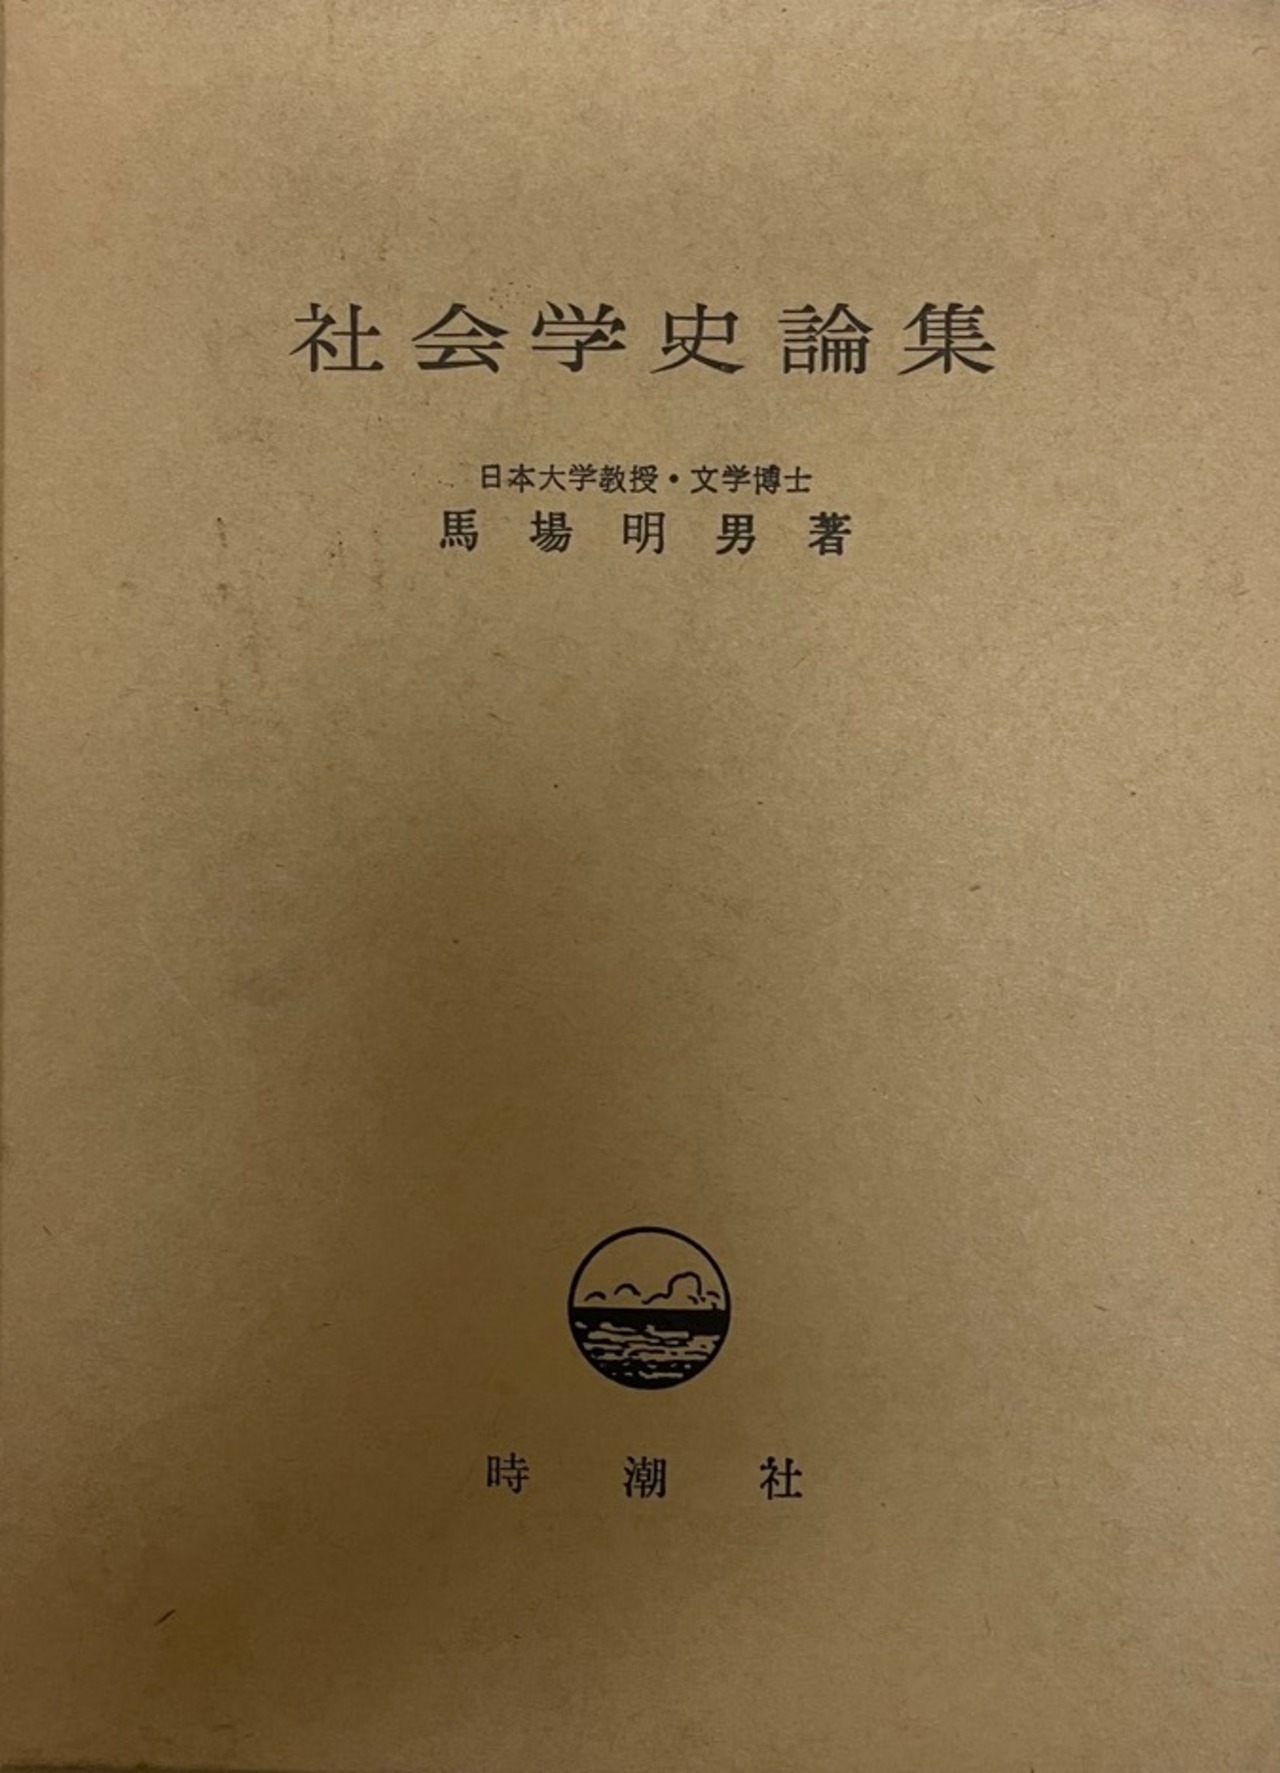 社会学史論集
日本大学教授・文学博士
馬場明男著
時潮社